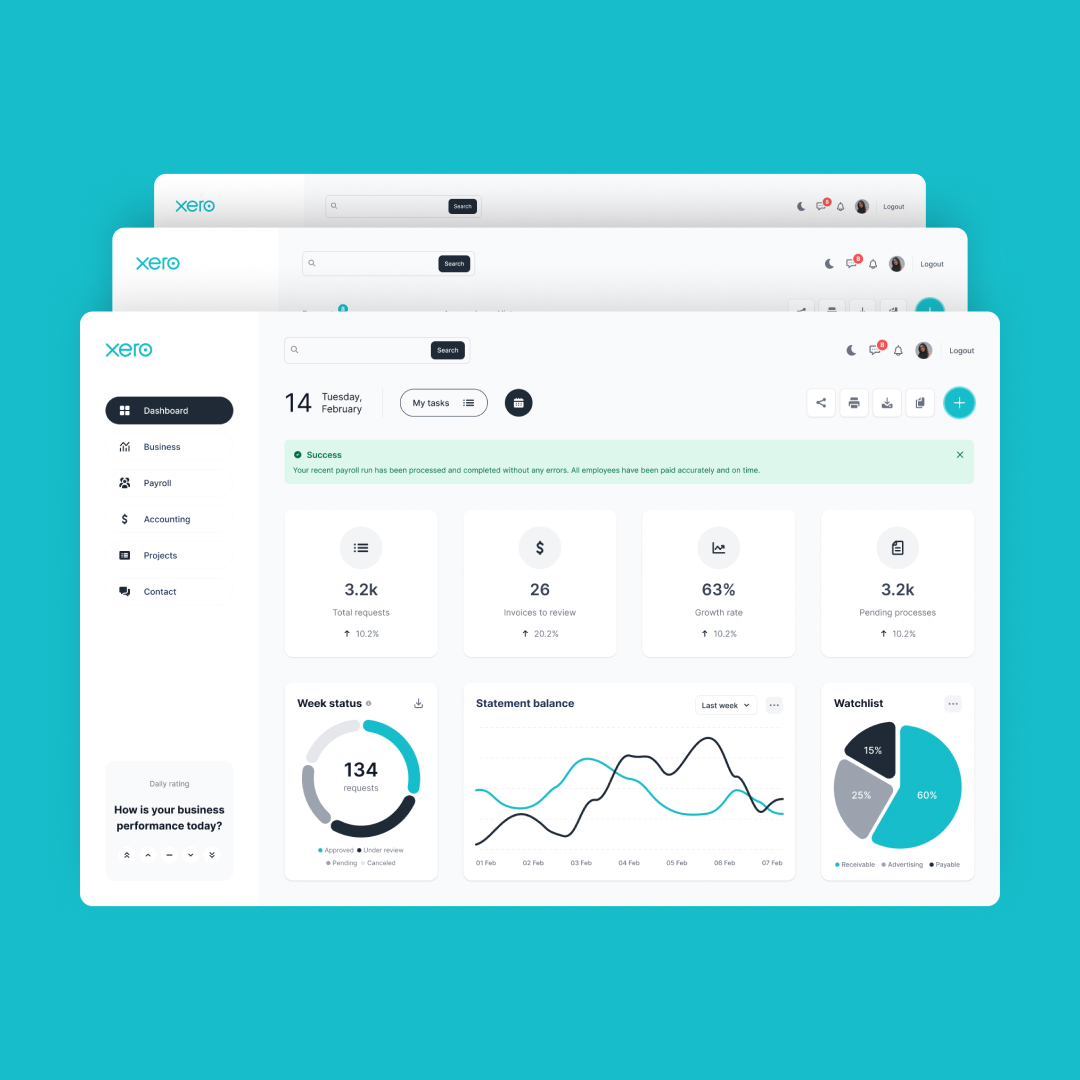 xero
Search
8
Logout
xero
Search
8
Logout
8
xero
Search
8
Logout
Dashboard
Business
Payroll
Accounting
Projects
Contact
Daily rating
How is your business
performance today?
14
Tuesday,
February
My tasks
Success
Your recent payroll run has been processed and completed without any errors. All employees have been paid accurately and on time.
3.2k
Total requests
10.2%
$
26
Invoices to review
20.2%
63%
Growth rate
10.2%
3.2k
Pending processes
10.2%
Week status
134
requests
Approved Under review
Pending Canceled
Statement balance
Last week
01 Feb 02 Feb 03 Feb 04 Feb 05 Feb 06 Feb 07 Feb
Watchlist
15%
25%
60%
Receivable Advertising Payable